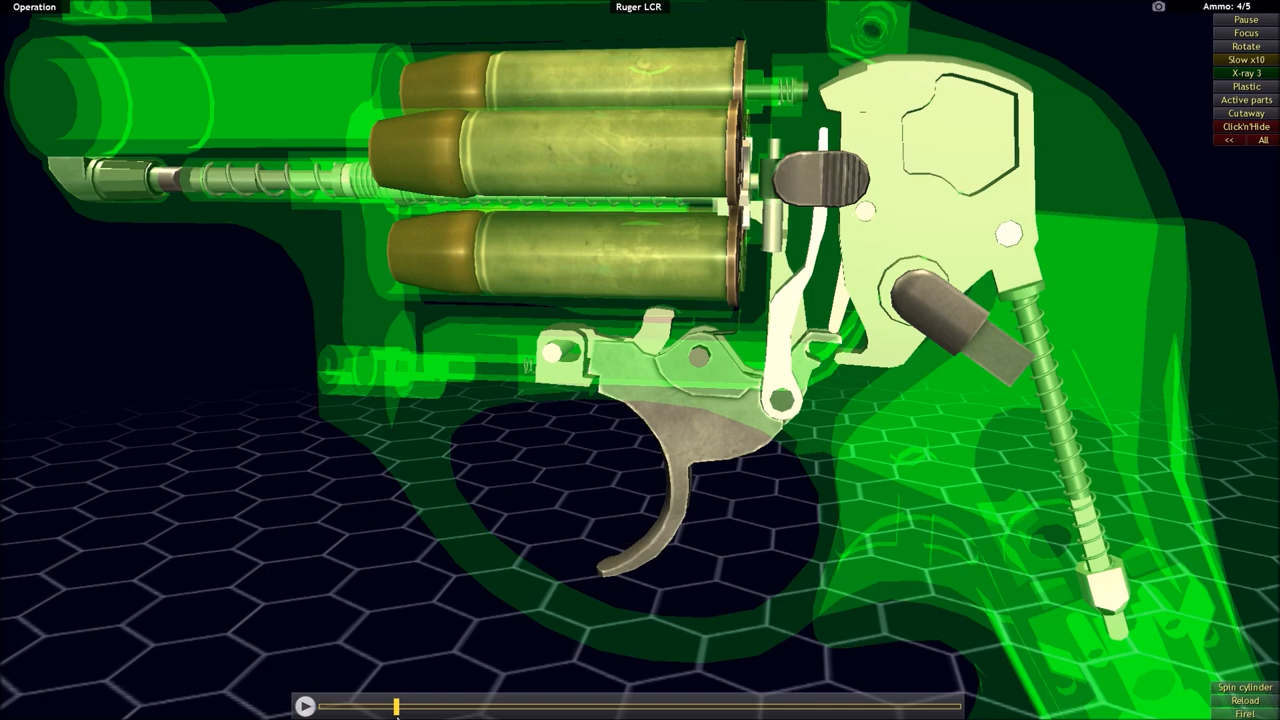 Operation
Ruger LCR
Ammo: 4/5
Pause
Focus
Rotate
Slow x10
X-ray 3
Plastic
Active parts
Cutaway
Click'n'Hide
<< All
Spin cylinder
Reload
Fire!